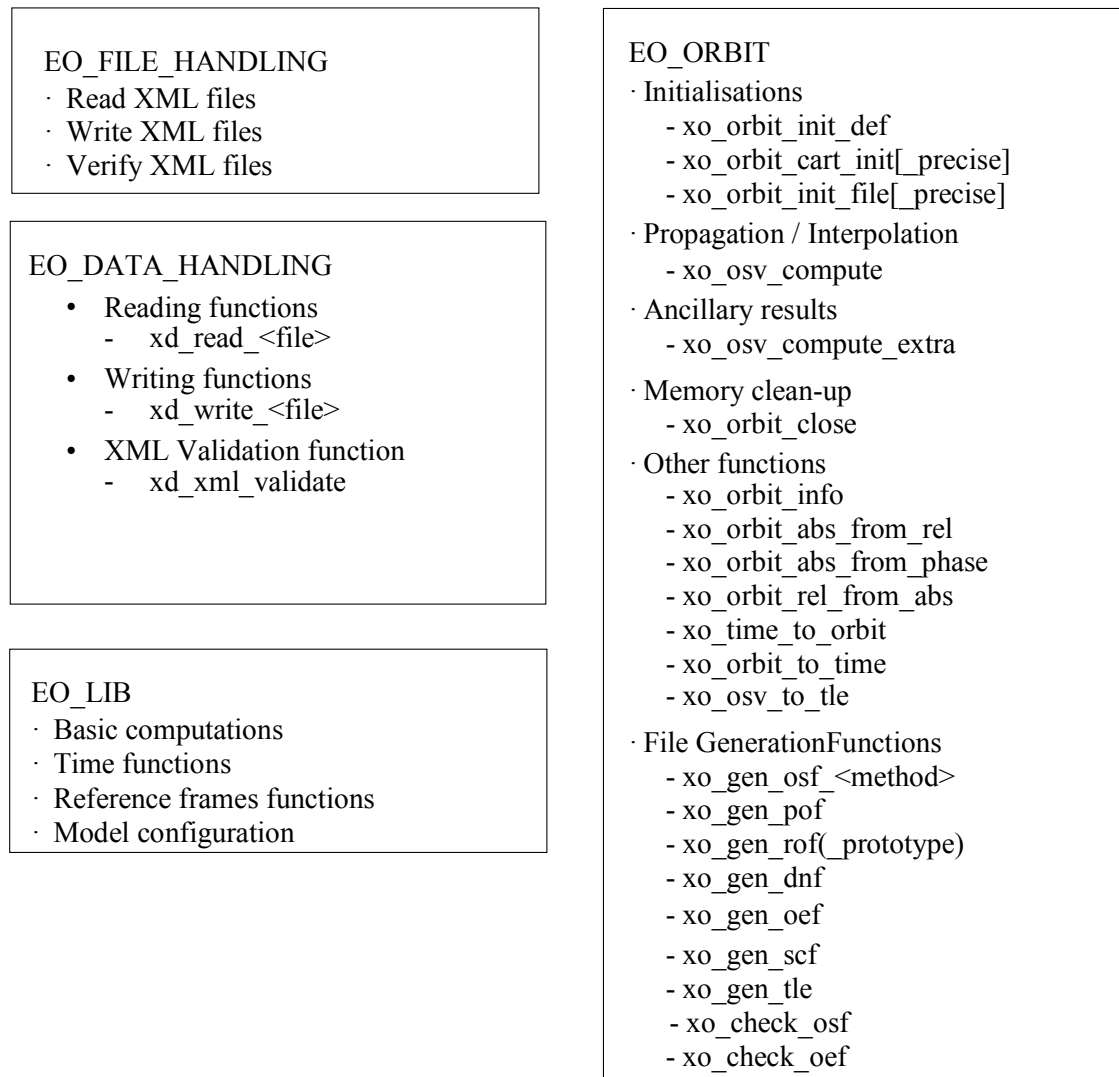 EO_FILE_HANDLING
· Read XML files
· Write XML files
· Verify XML files
EO_DATA_HANDLING
• Reading functions
- xd_read_<file>
• Writing functions
- xd_write_<file>
• XML Validation function
- xd_xml_validate
EO_LIB
· Basic computations
· Time functions
· Reference frames functions
· Model configuration
EO_ORBIT
· Initialisations
- xo_orbit_init_def
- xo_orbit_cart_init[_precise]
- xo_orbit_init_file[_precise]
· Propagation / Interpolation
- xo_osv_compute
· Ancillary results
- xo_osv_compute_extra
· Memory clean-up
- xo_orbit_close
· Other functions
- xo_orbit_info
- xo_orbit_abs_from_rel
- xo_orbit_abs_from_phase
- xo_orbit_rel_from_abs
- xo_time_to_orbit
- xo_orbit_to_time
- xo_osv_to_tle
· File GenerationFunctions
- xo_gen_osf_<method>
- xo_gen_pof
- xo_gen_rof(_prototype)
- xo_gen_dnf
- xo_gen_oef
- xo_gen_scf
- xo_gen_tle
- xo_check_osf
- xo_check_oef